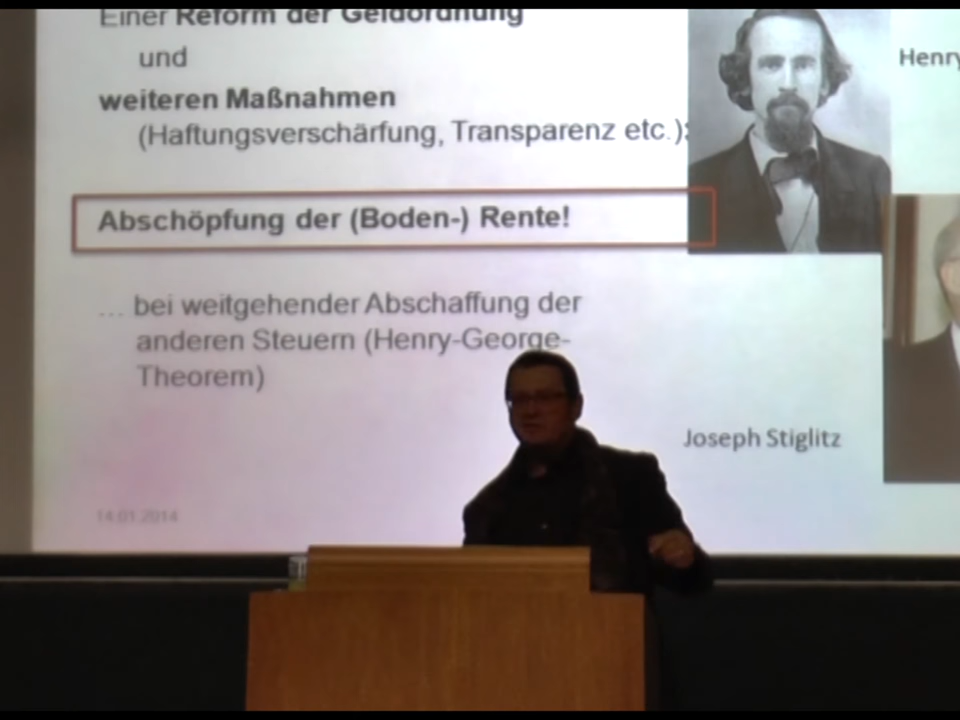 Einer Reform der Geldordnung
und
weiteren Maßnahmen
(Haftungsverschärfung, Transparenz etc.):
Henry
Abschöpfung der (Boden-) Rente!
… bei weitgehender Abschaffung der
anderen Steuern (Henry-George-
Theorem)
Joseph Stiglitz
14.01.2014